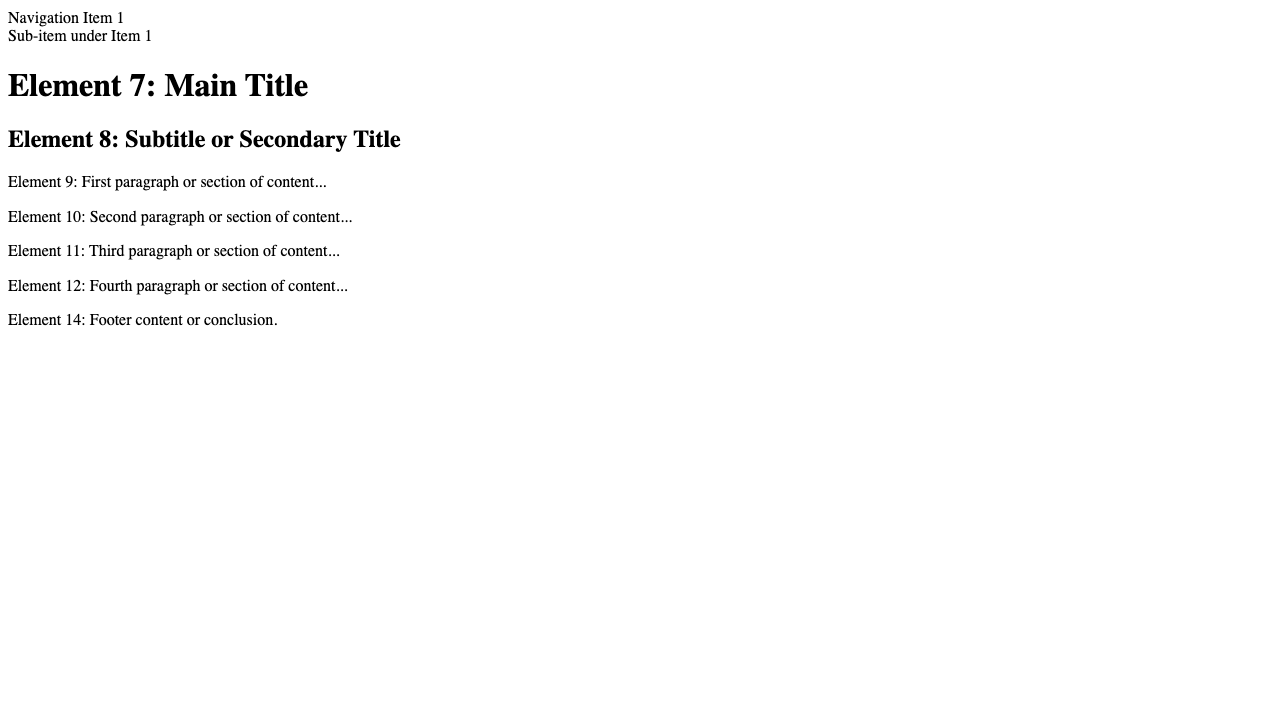 Navigation Item 1
Sub-item under Item 1
Element 7: Main Title
Element 8: Subtitle or Secondary Title
Element 9: First paragraph or section of content...
Element 10: Second paragraph or section of content...
Element 11: Third paragraph or section of content...
Element 12: Fourth paragraph or section of content...
Element 14: Footer content or conclusion.